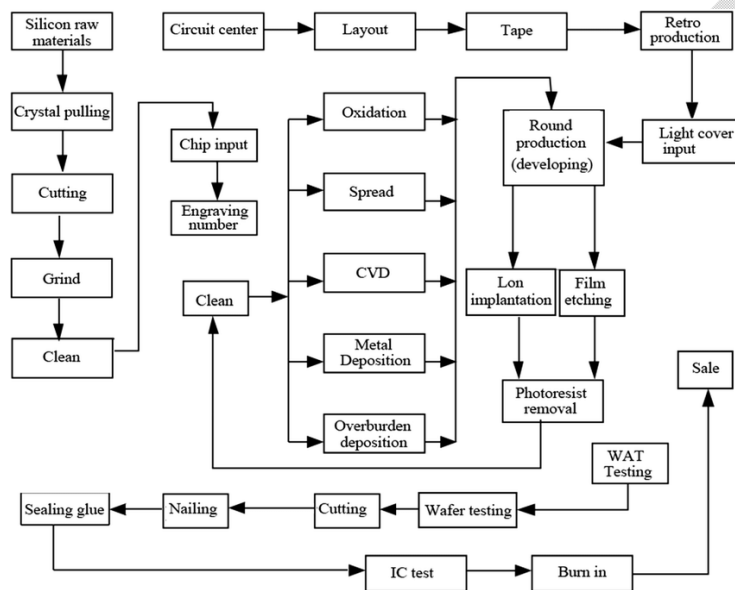 Silicon raw
materials
Crystal pulling
Cutting
Grind
Clean
Circuit center
Layout
Tape
Retro
production
Light cover
input
Chip input
Engraving
number
Clean
Oxidation
Spread
CVD
Metal
Deposition
Overburden
deposition
Round
production
(developing)
Lon
implantation
Film
etching
Photoresist
removal
Sale
WAT
Testing
Wafer testing
Cutting
Nailing
Sealing glue
IC test
Burn in